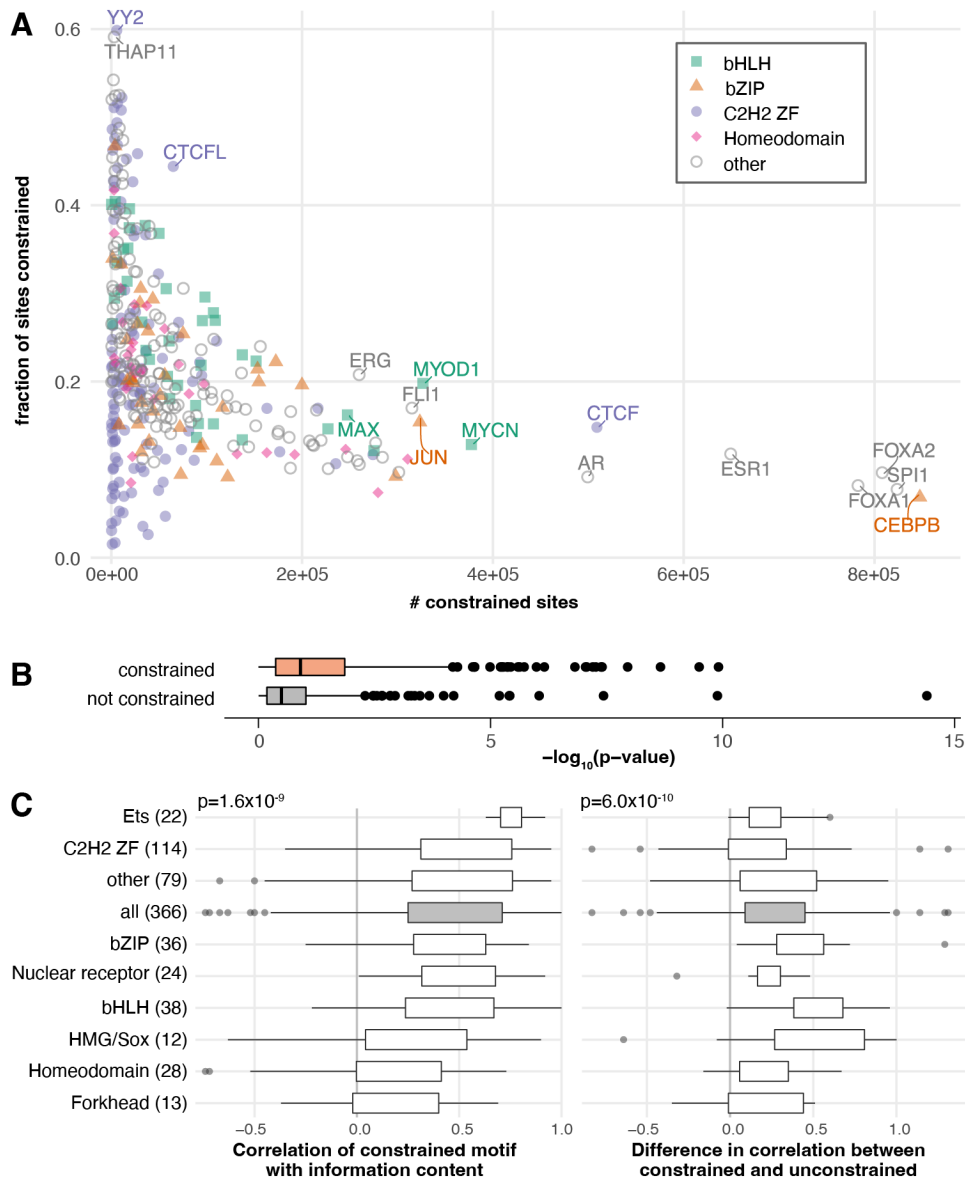 A
YY2
THAP11
CTCFL
ERG
MYOD1
FLI1
MAX
JUN
MYCN
CTCF
AR
ESR1
FOXA2
SPI1
FOXA1
CEBPB
bHLH
bZIP
C2H2 ZF
Homeodomain
other
fraction of sites constrained
0.6
0.4
0.2
0.0
0e+00 2e+05 4e+05 6e+05 8e+05
# constrained sites
B
constrained
not constrained
0 5 10 15
−log10(p−value)
C
p=1.6x10-9 p=6.0x10-10
Ets (22)
C2H2 ZF (114)
other (79)
all (366)
bZIP (36)
Nuclear receptor (24)
bHLH (38)
HMG/Sox (12)
Homeodomain (28)
Forkhead (13)
−0.5 0.0 0.5 1.0 −0.5 0.0 0.5 1.0
Correlation of constrained motif
with information content
Difference in correlation between
constrained and unconstrained